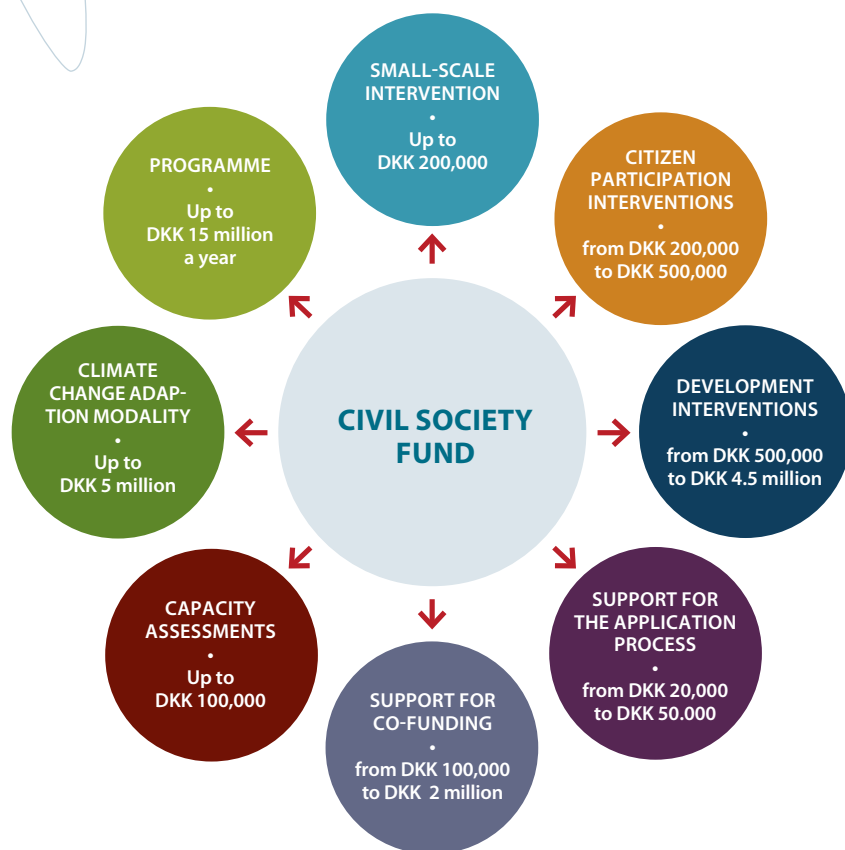 SMALL-SCALE
INTERVENTION
•
Up to
DKK 200,000
CITIZEN
PARTICIPATION
INTERVENTIONS
•
from DKK 200,000
to DKK 500,000
DEVELOPMENT
INTERVENTIONS
•
from DKK 500,000
to DKK 4.5 million
SUPPORT FOR
THE APPLICATION
PROCESS
•
from DKK 20,000
to DKK 50.000
SUPPORT FOR
CO-FUNDING
•
from DKK 100,000
to DKK 2 million
CAPACITY
ASSESSMENTS
•
Up to
DKK 100,000
CLIMATE
CHANGE ADAP-
TION MODALITY
•
Up to
DKK 5 million
PROGRAMME
•
Up to
DKK 15 million
a year
CIVIL SOCIETY
FUND